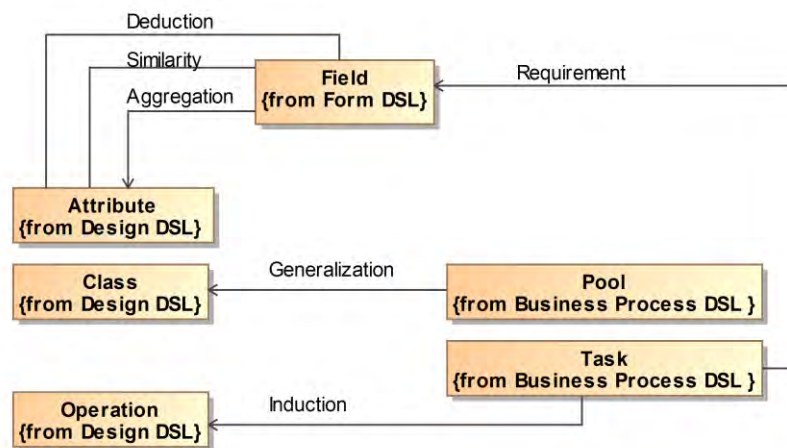 Deduction
Similarity
Aggregation
Field
{from Form DSL}
Requirement
Attribute
{from Design DSL}
Class
{from Design DSL}
Generalization
Pool
{from Business Process DSL }
Task
{from Business Process DSL }
Operation
{from Design DSL}
Induction